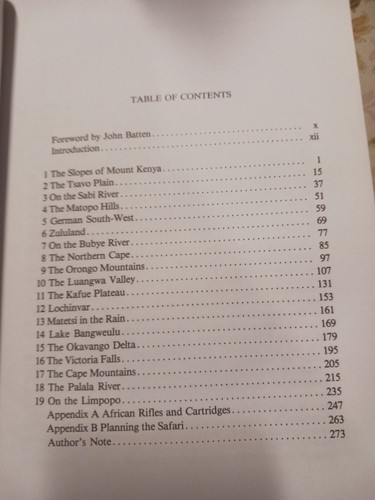 TABLE OF CONTENTS
Foreword by John Batten........................ x
Introduction........................ xii
1 The Slopes of Mount Kenya........................ 1
2 The Tsavo Plain........................ 15
3 On the Sabi River........................ 37
4 The Matopo Hills........................ 51
5 German South-West........................ 59
6 Zululand........................ 69
7 On the Bubye River........................ 77
8 The Northern Cape........................ 85
9 The Orongo Mountains........................ 97
10 The Luangwa Valley........................ 107
11 The Kafue Plateau........................ 131
12 Lochinvar........................ 153
13 Matetsi in the Rain........................ 161
14 Lake Bangweulu........................ 169
15 The Okavango Delta........................ 179
16 The Victoria Falls........................ 195
17 The Cape Mountains........................ 205
18 The Palala River........................ 215
19 On the Limpopo........................ 235
Appendix A African Rifles and Cartridges........................ 247
Appendix B Planning the Safari........................ 263
Author's Note........................ 273